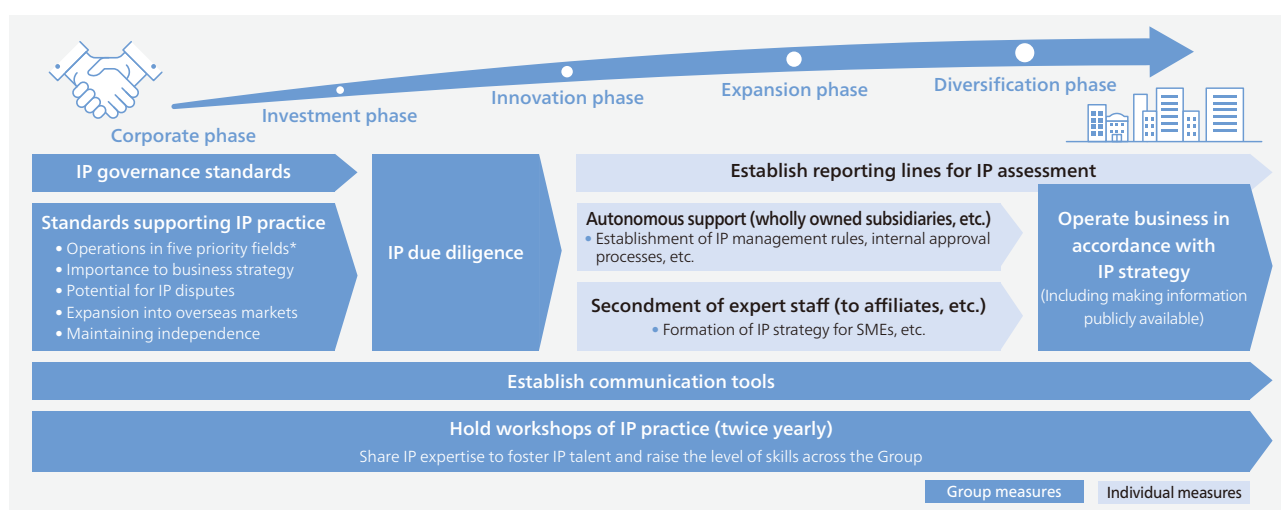 Corporate phase
Investment phase
Innovation phase
Expansion phase
Diversification phase
IP governance standards
Standards supporting IP practice
• Operations in five priority fields*
• Importance to business strategy
• Potential for IP disputes
• Expansion into overseas markets
• Maintaining independence
IP due diligence
Establish reporting lines for IP assessment
Autonomous support (wholly owned subsidiaries, etc.)
• Establishment of IP management rules, internal approval
processes, etc.
Secondment of expert staff (to affiliates, etc.)
• Formation of IP strategy for SMEs, etc.
Operate business in
accordance with
IP strategy
(Including making information
publicly available)
Establish communication tools
Hold workshops of IP practice (twice yearly)
Share IP expertise to foster IP talent and raise the level of skills across the Group
Group measures
Individual measures